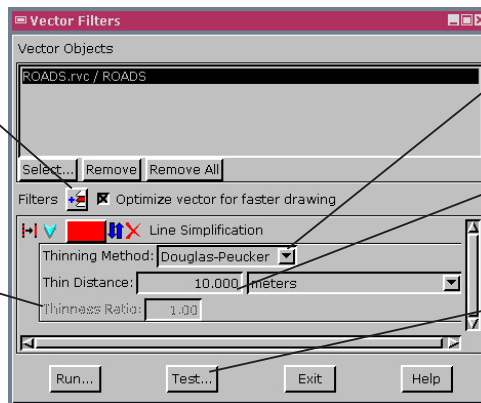 Vector Filters
Vector Objects
ROADS.rvc / ROADS
Select... Remove Remove All
Filters Optimize vector for faster drawing
Line Simplification
Thinning Method: Douglas-Peucker
Thin Distance: 10.000 meters
Thinness Ratio: 1.00
Run... Test... Exit Help